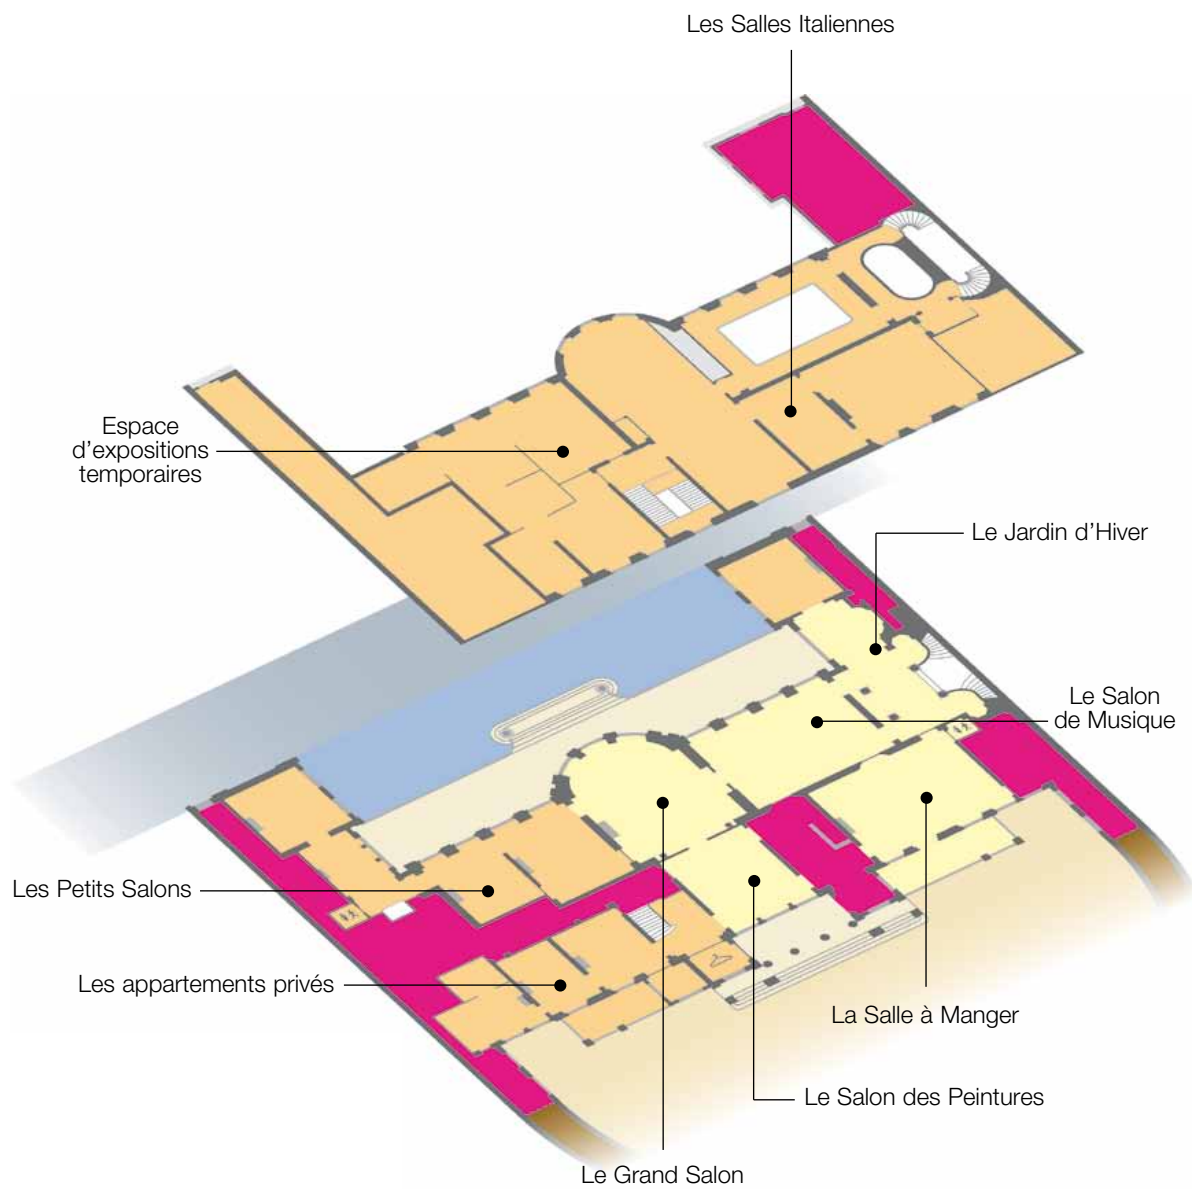 Les Salles Italiennes
Espace
d'expositions
temporaires
Le Jardin d'Hiver
Le Salon
de Musique
Les Petits Salons
Les appartements privés
La Salle à Manger
Le Salon des Peintures
Le Grand Salon